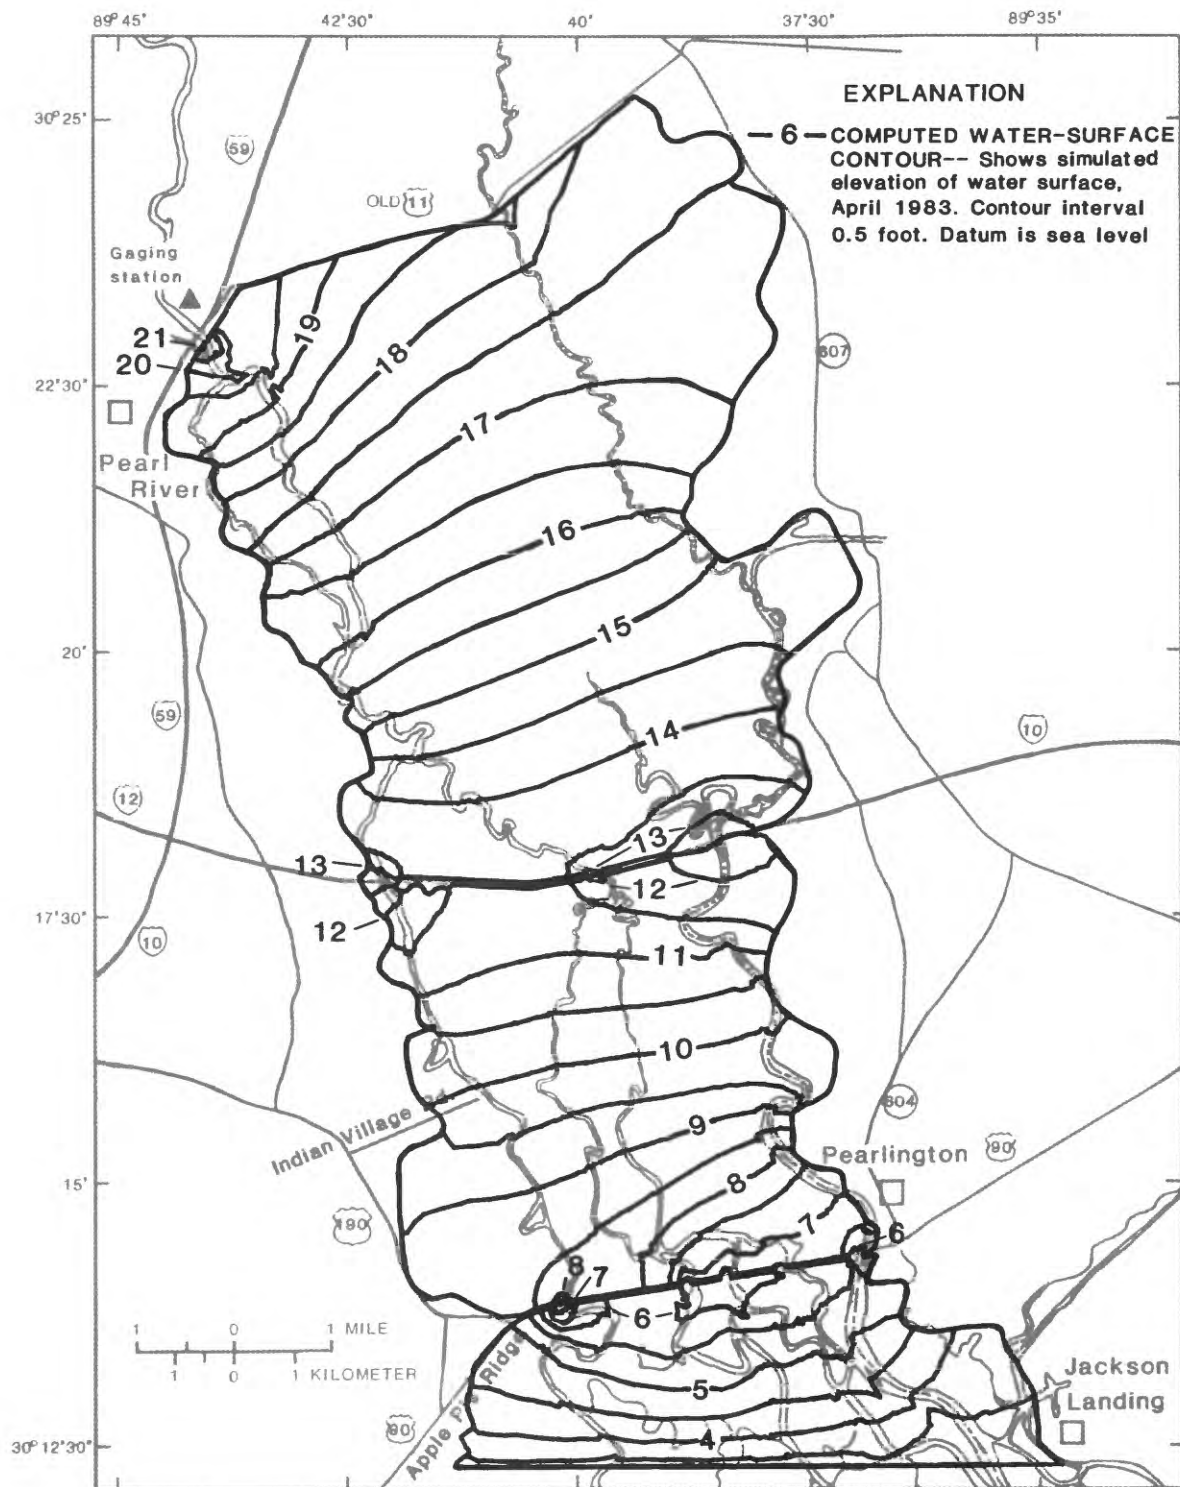 89°45' 42'30" 40' 37'30" 89°35'
EXPLANATION
— 6 — COMPUTED WATER-SURFACE
CONTOUR-- Shows simulated
elevation of water surface,
April 1983. Contour interval
0.5 foot. Datum is sea level
30°25'
59
OLD 11
Gaging
station
21
20
19
18
607
22'30"
17
Pearl
River
16
15
20'
59
14
10
12
13
13
12
12
17'30"
10
11
10
9
Indian Village
604
90
Pearlington
15'
8
190
7
6
8
7
6
1 0 1 MILE
1 0 1 KILOMETER
Apple Pie Ridge
5
Jackson
Landing
90
4
30°12'30"